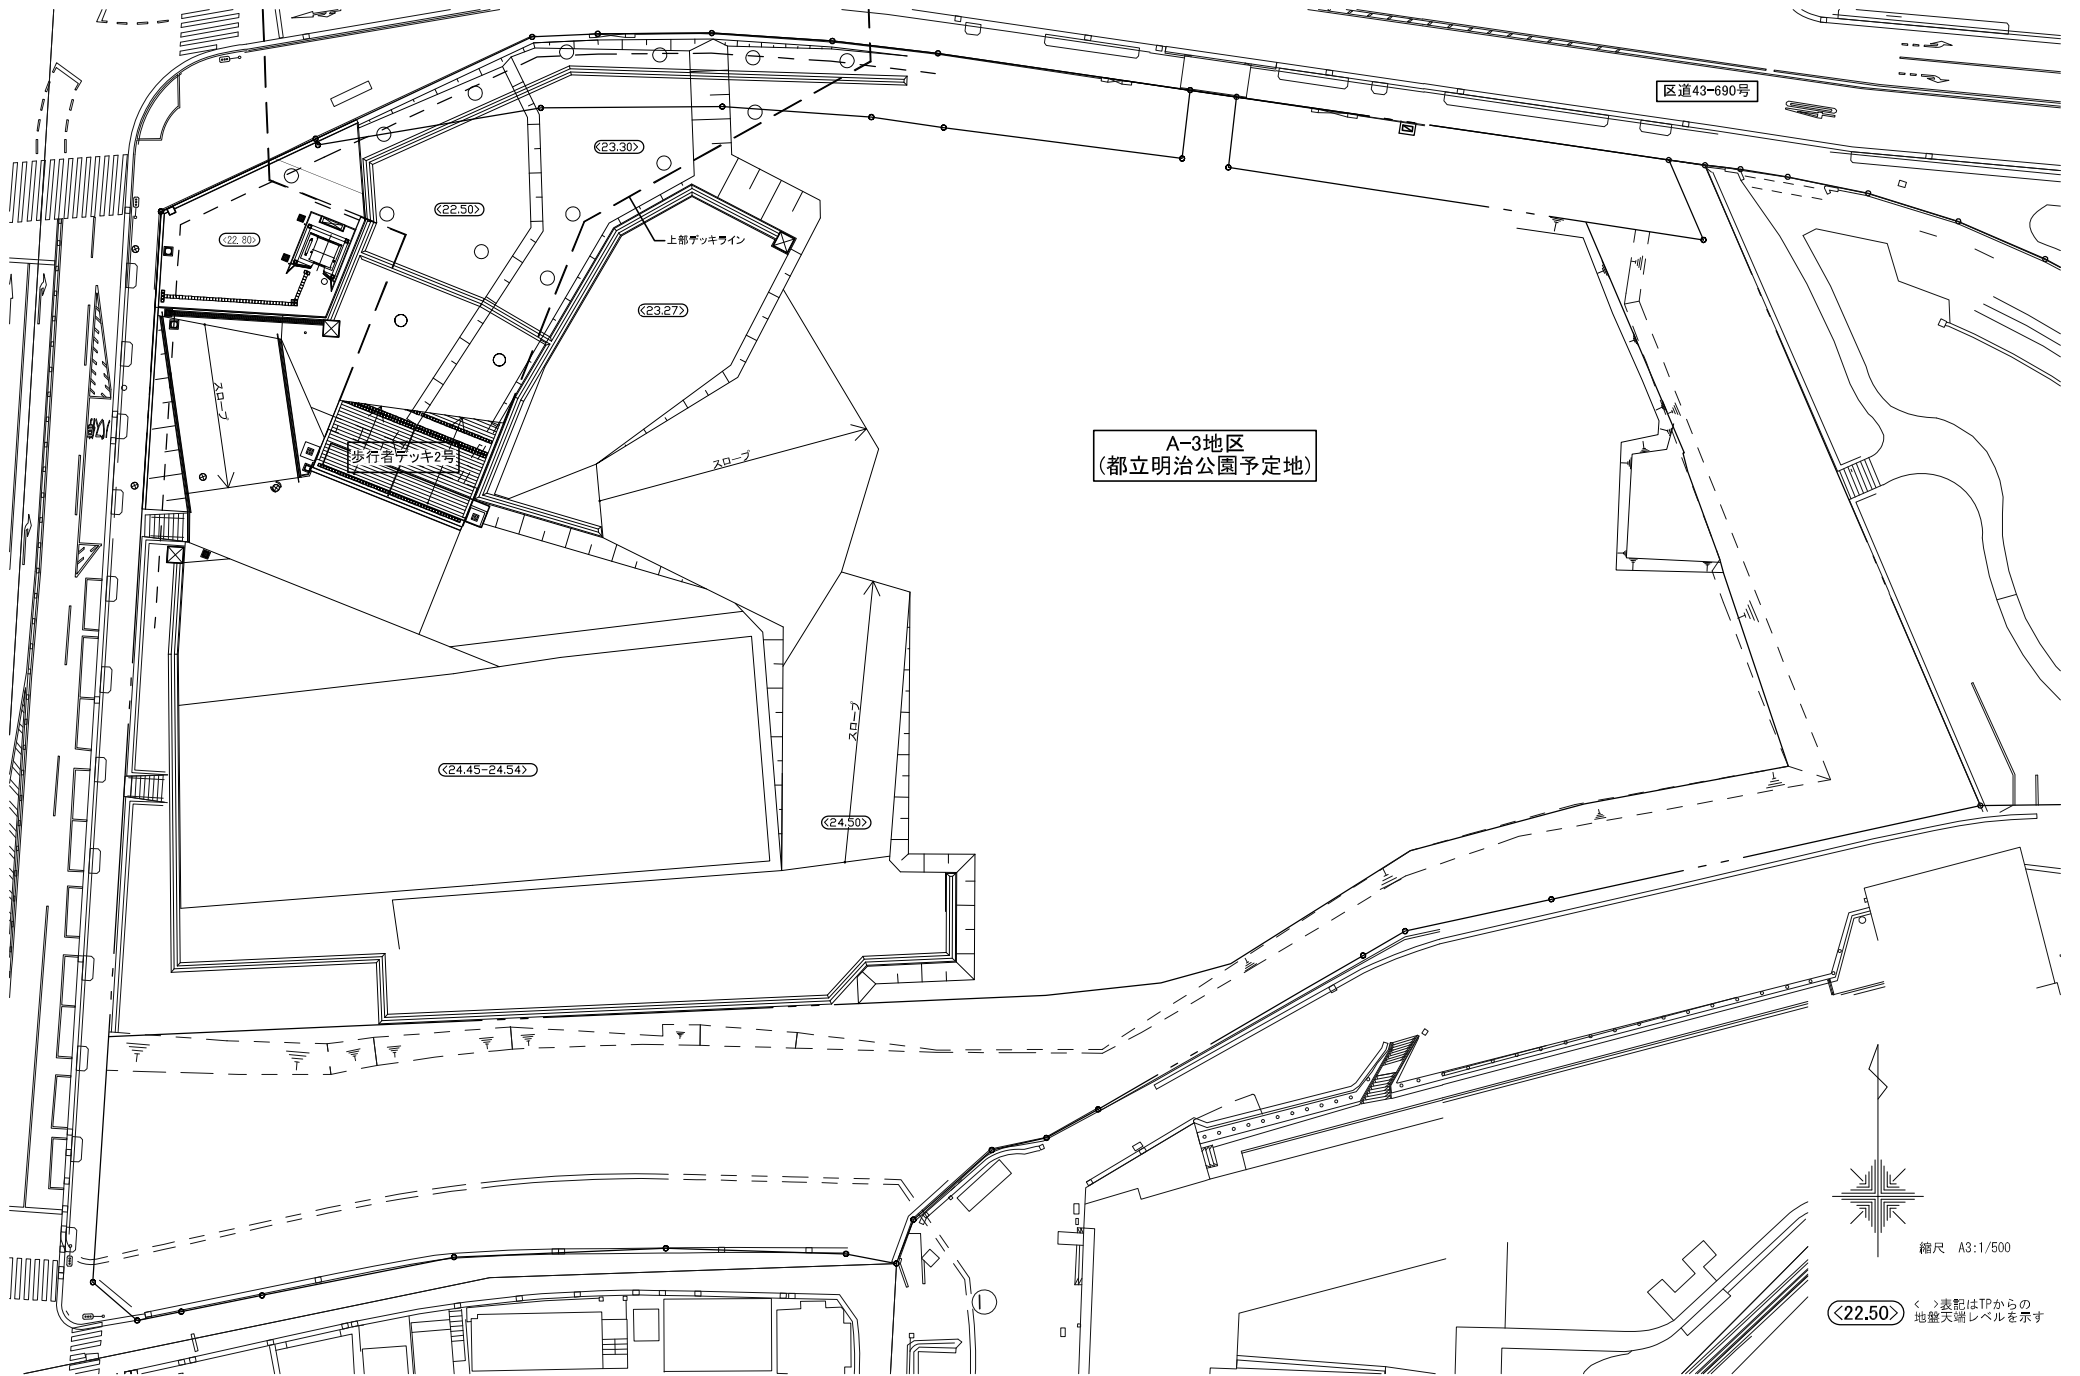 区道43-690号
<23.30>
<22.50>
<22.80>
上部デッキライン
<23.27>
スロープ
A-3地区
(都立明治公園予定地)
歩行者デッキ2号
スロープ
スロープ
<24.45-24.54>
<24.50>
縮尺 A3:1/500
<22.50>
< >表記はTPからの
地盤天端レベルを示す